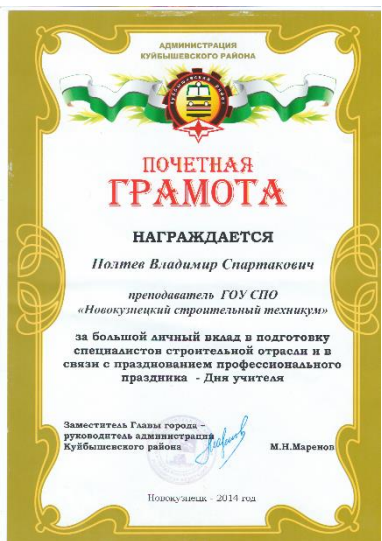 АДМИНИСТРАЦИЯ
КУЙБЫШЕВСКОГО РАЙОНА
ПОЧЕТНАЯ
ГРАМОТА
НАГРАЖДАЕТСЯ
Полтев Владимир Спартакович
преподаватель ГОУ СПО
«Новокузнецкий строительный техникум»
за большой личный вклад в подготовку
специалистов строительной отрасли и в
связи с празднованием профессионального
праздника - Дня учителя
Заместитель Главы города –
руководитель администрации
Куйбышевского района М.Н.Маренов
Новокузнецк - 2014 год